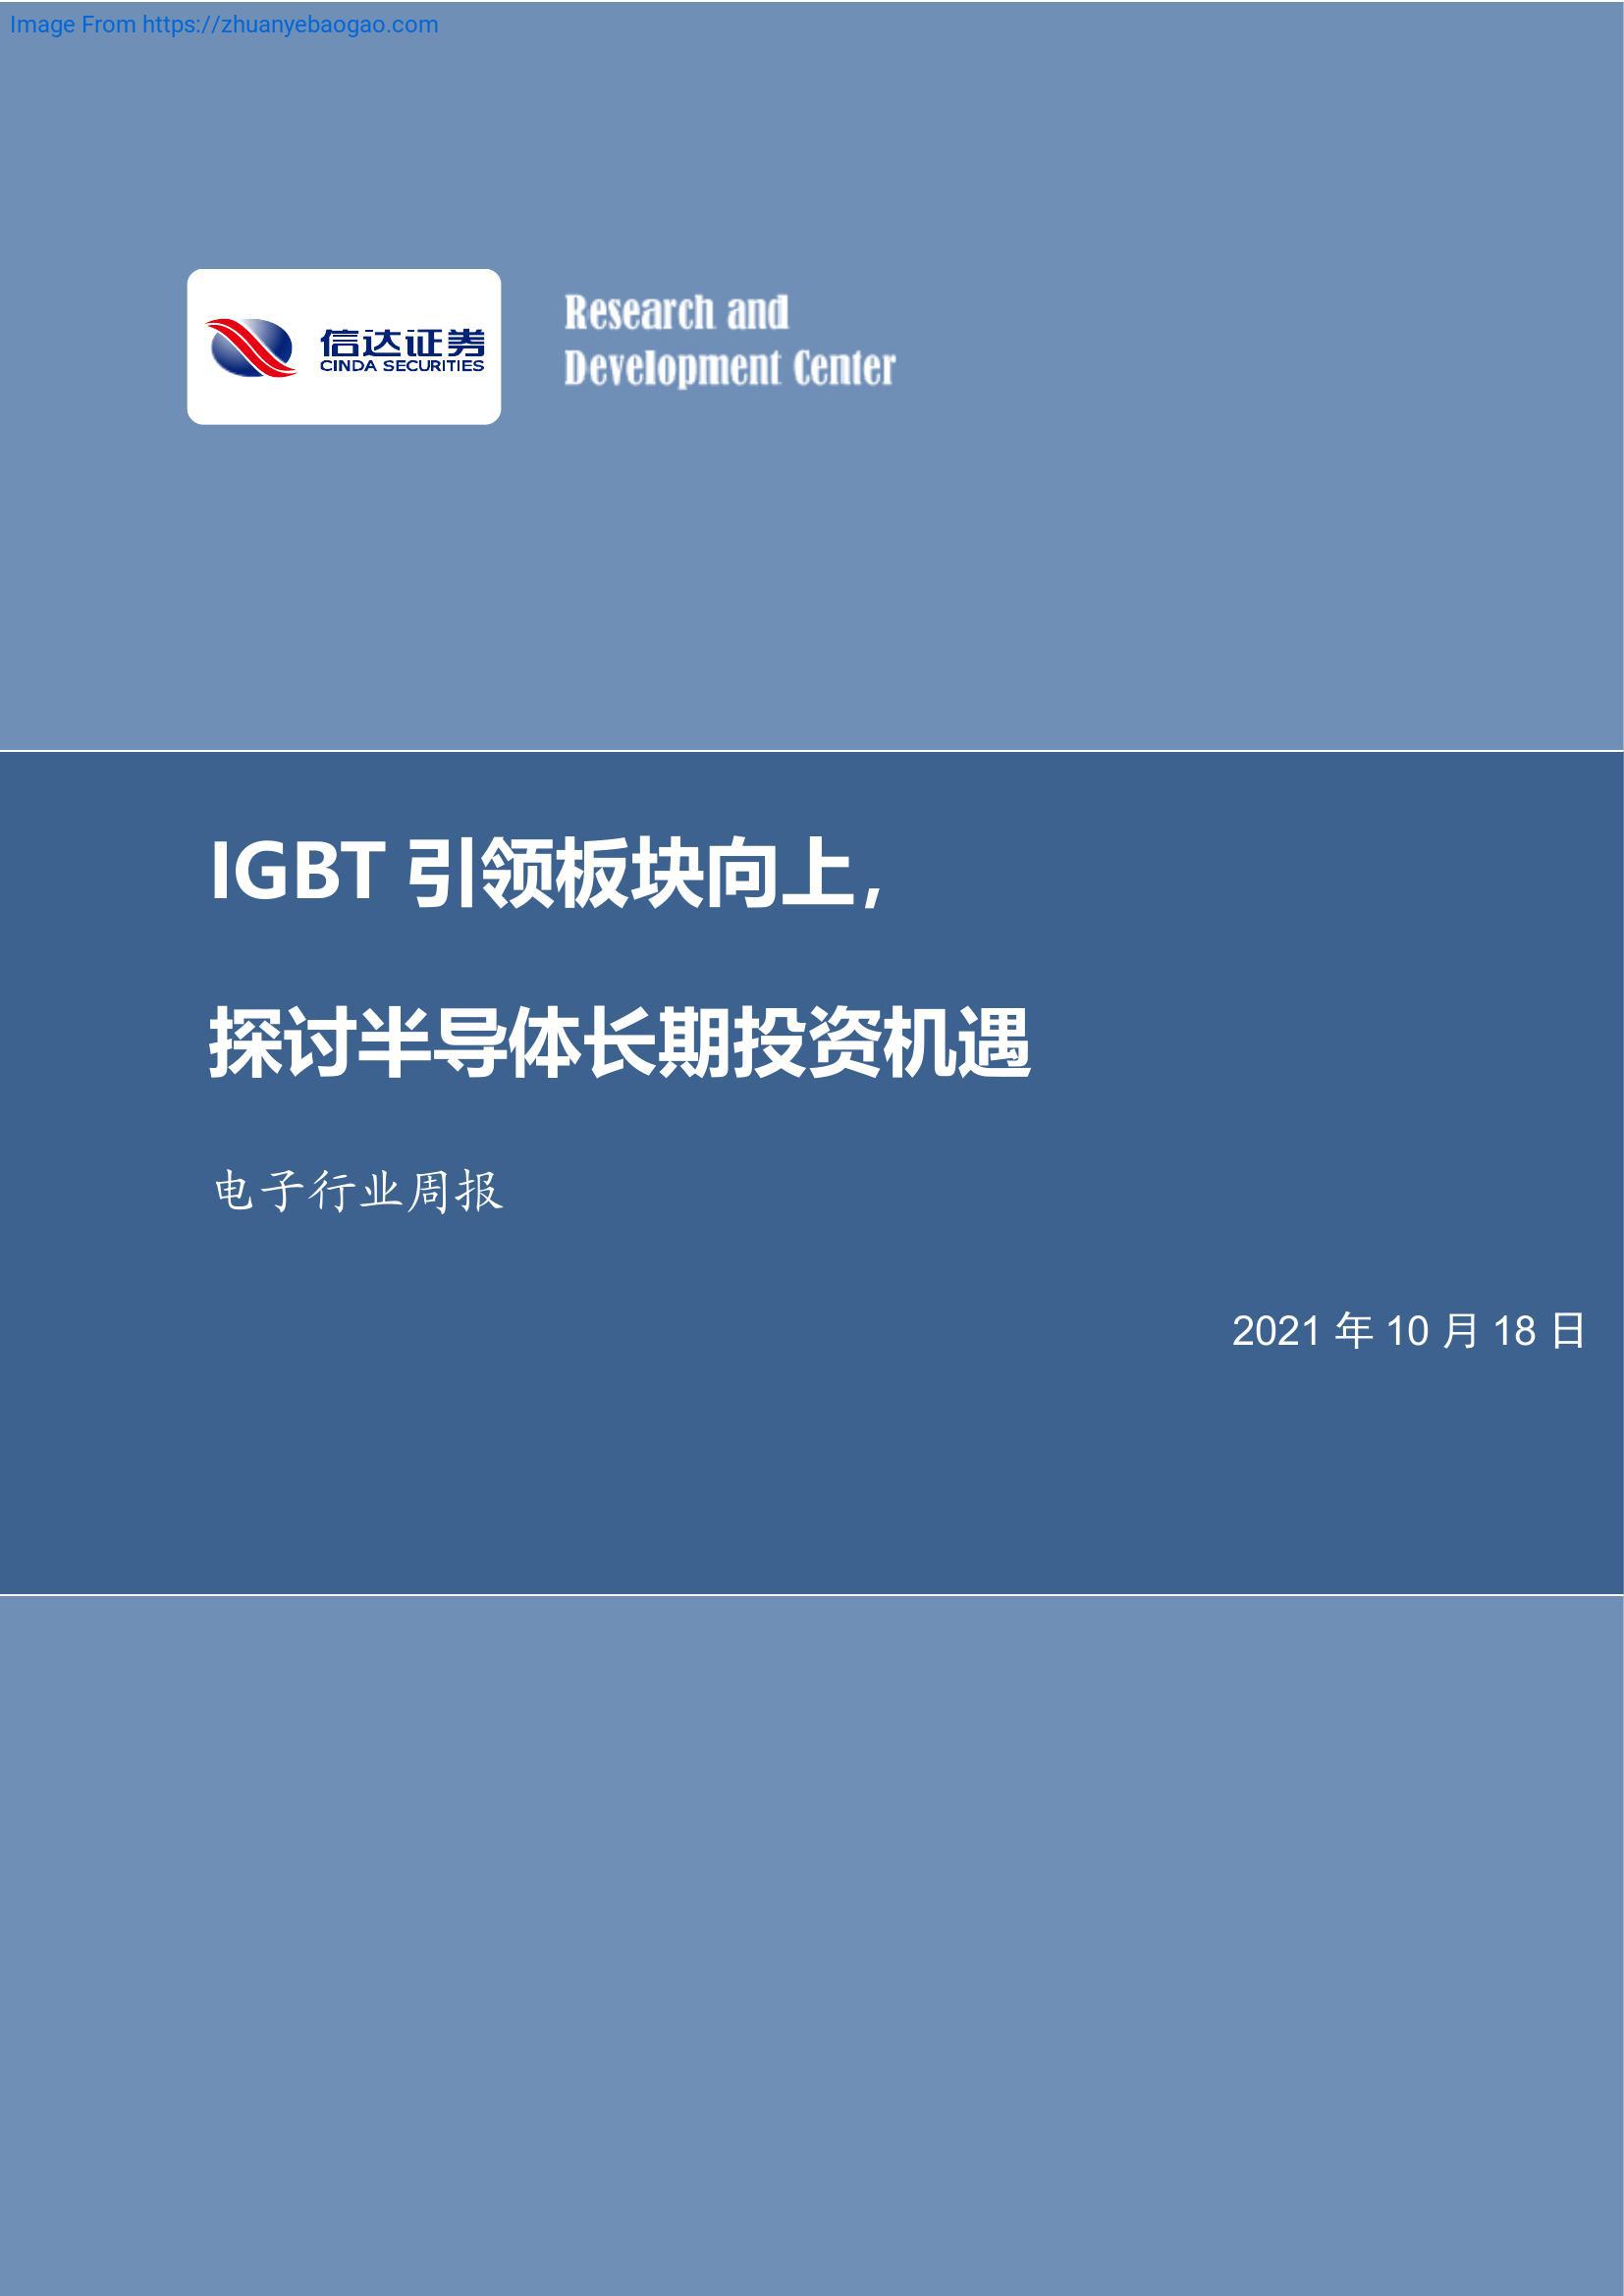 Image From https://zhuanyebaogao.com
信达证券
CINDA SECURITIES
Research and
Development Center
IGBT 引领板块向上，
探讨半导体长期投资机遇
电子行业周报
2021 年 10 月 18 日